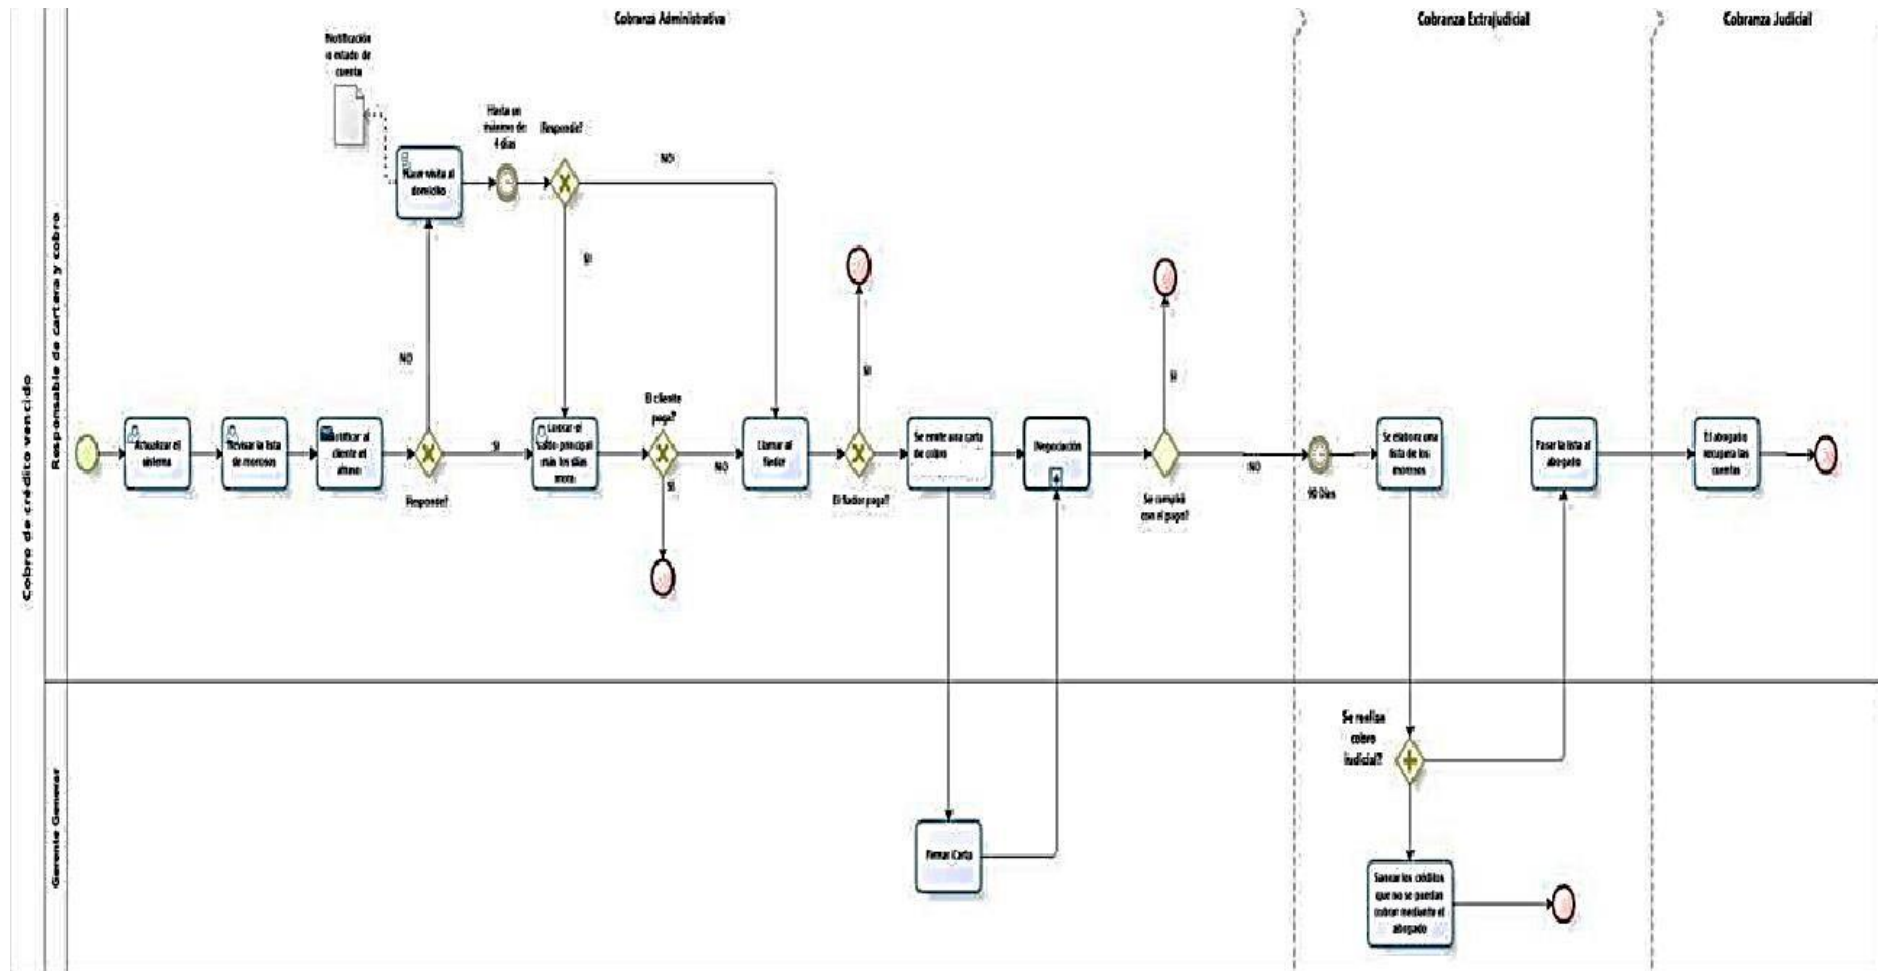 Cobranza Administrativa
Cobranza Extrajudicial
Cobranza Judicial
Cobro de crédito vencido
Responsable de cartera y cobro
Gerente General
Notificación
o estado de
cuenta
Hacer visita al
domicilio
Hasta un
máximo de
4 días
Responde?
NO
SI
NO
Actualizar el
sistema
Revisar la lista
de morosos
Notificar al
cliente el
atraso
Responde?
SI
saldo principal
más los días
mora
El cliente
paga?
NO
SI
Llamar al
fiador
El fiador paga?
SI
Se emite una carta
de cobro
Negociación
Se cumplió
con el pago?
SI
NO
90 Días
Se elabora una
lista de los
morosos
Pasar la lista al
abogado
El abogado
recupera las
cuentas
Firmar Carta
Se realiza
cobro
judicial?
Sanear los créditos
que no se puedan
cobrar mediante el
abogado